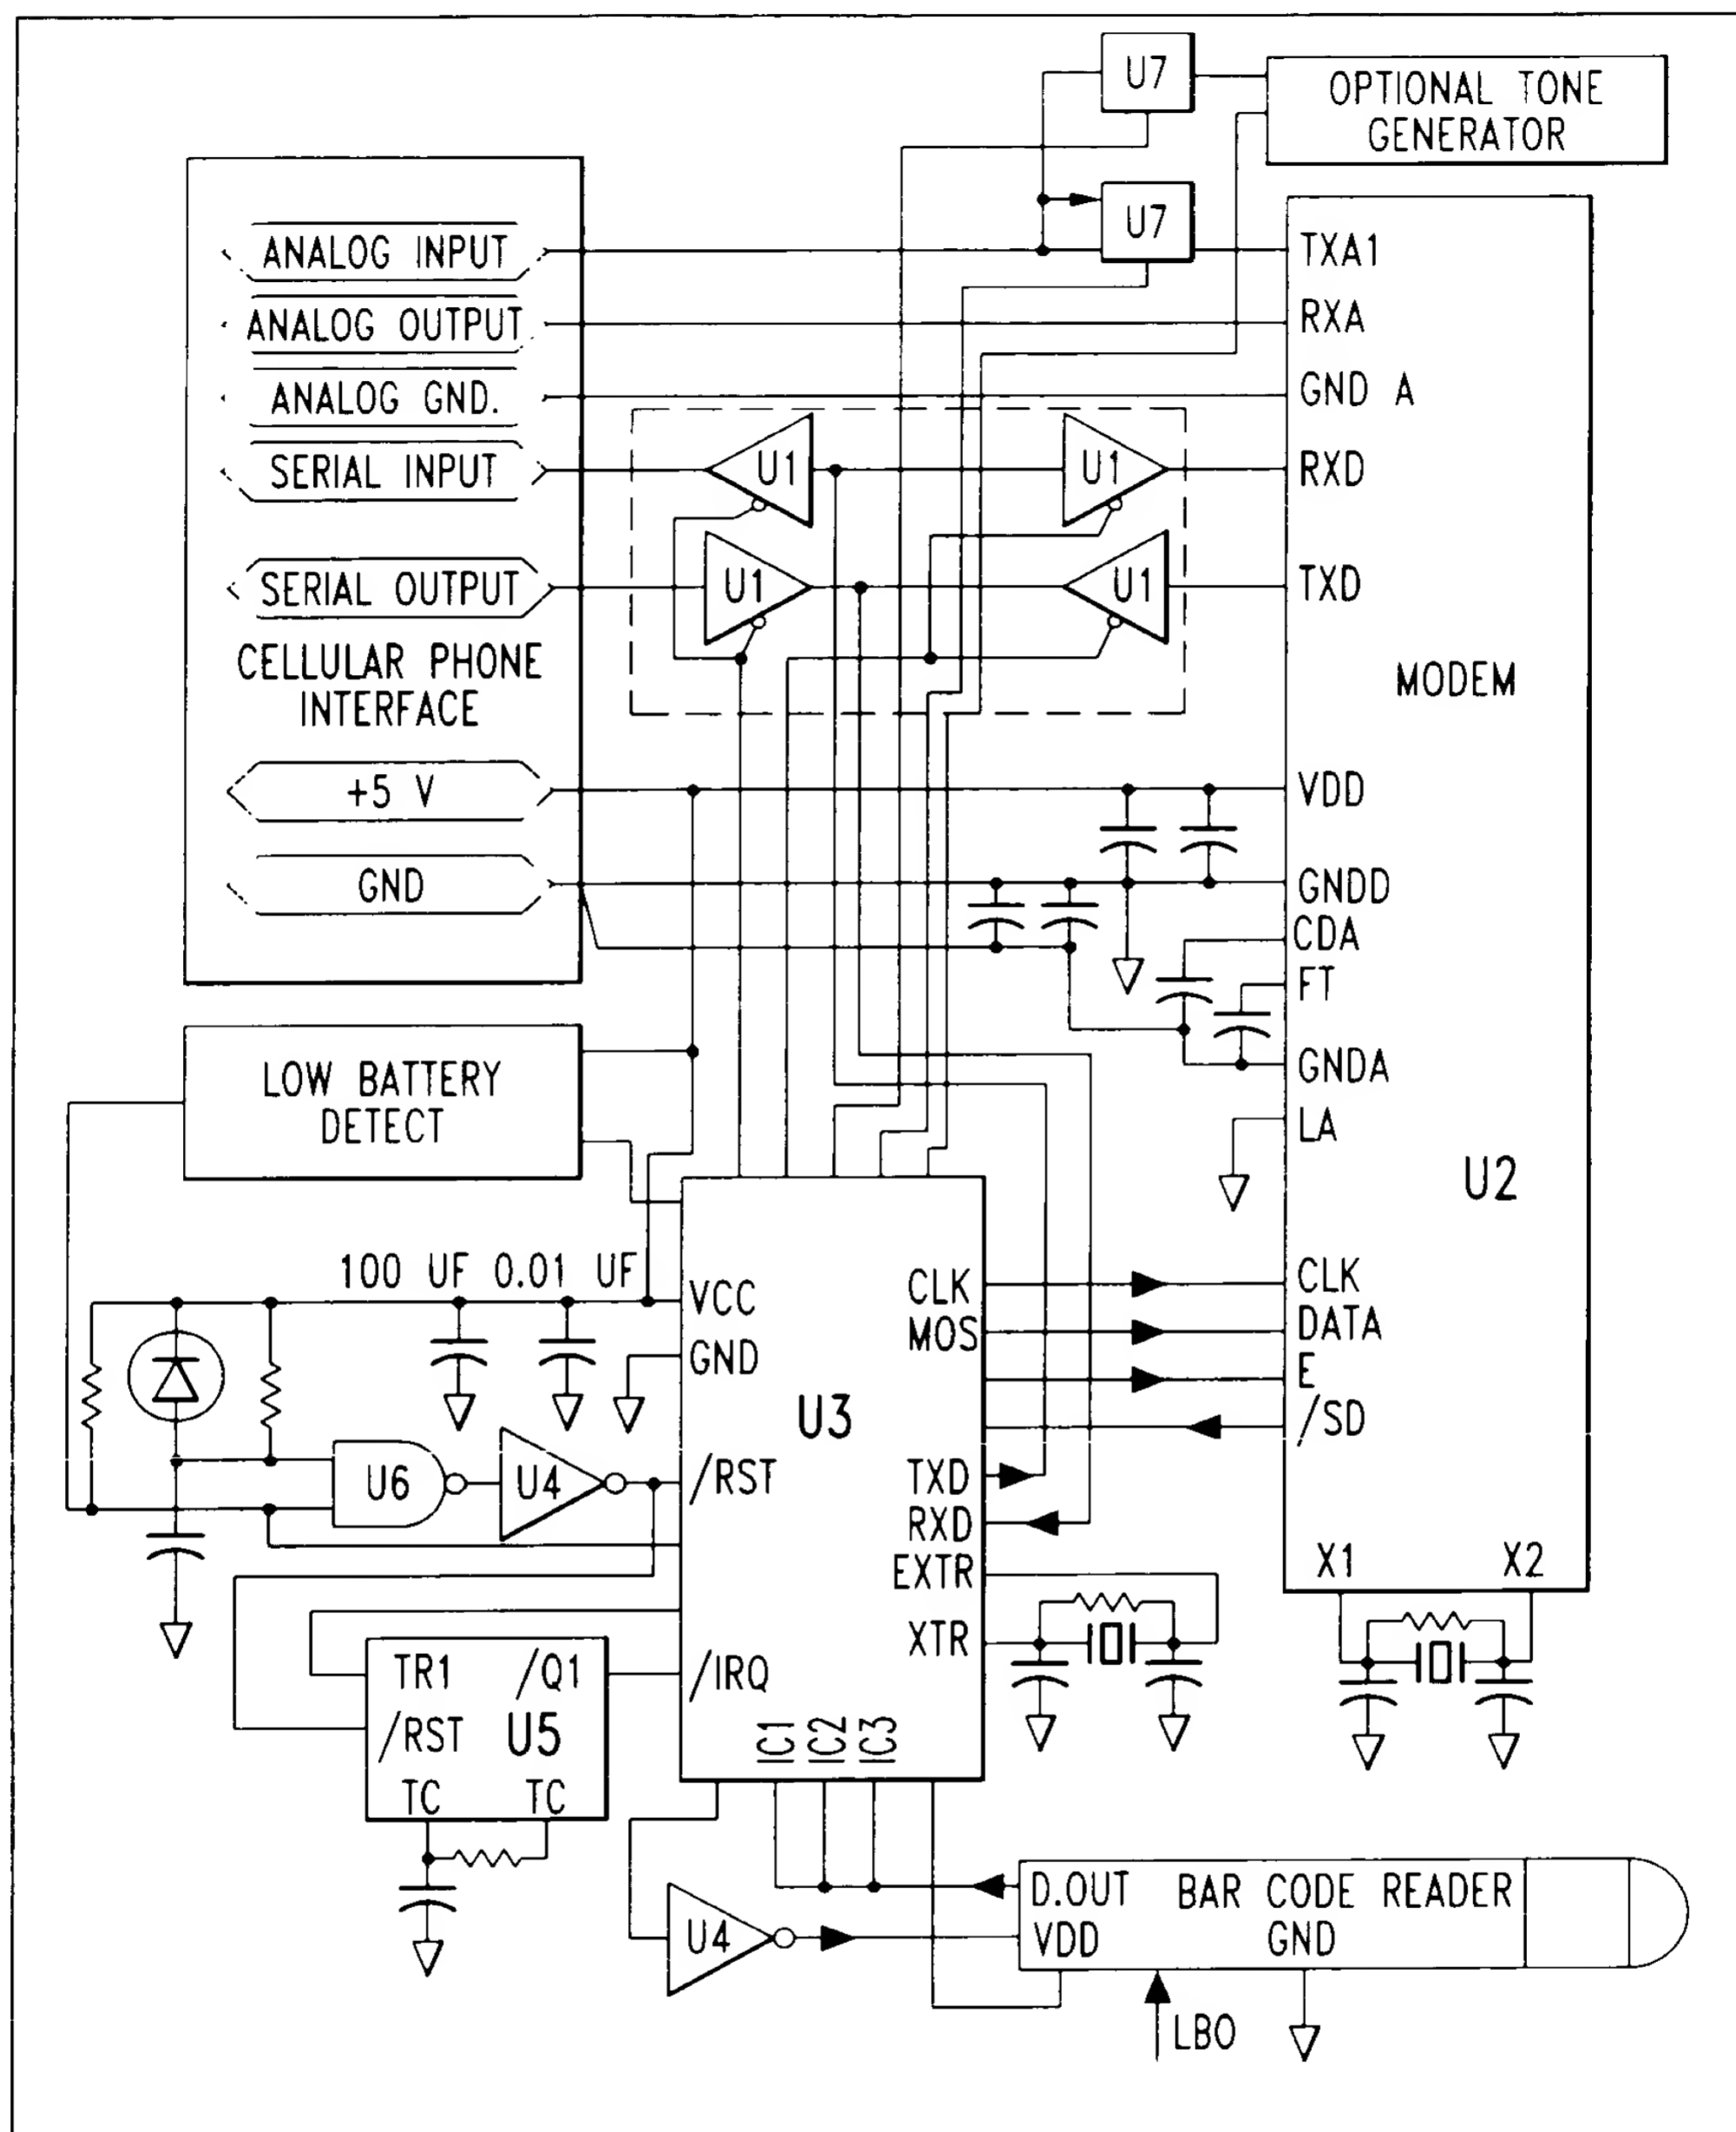 U7
OPTIONAL TONE
GENERATOR
U7
ANALOG INPUT
ANALOG OUTPUT
ANALOG GND.
SERIAL INPUT
SERIAL OUTPUT
CELLULAR PHONE
INTERFACE
+5 V
GND
U1
U1
U1
U1
TXA1
RXA
GND A
RXD
TXD
MODEM
VDD
GNDD
CDA
FT
GNDA
LA
U2
CLK
DATA
E
/SD
X1
X2
LOW BATTERY
DETECT
100 UF 0.01 UF
VCC
GND
U3
/RST
/IRQ
CLK
MOS
TXD
RXD
EXTR
XTR
IC1
IC2
IC3
U6
U4
TR1
/Q1
/RST
U5
TC
TC
U4
D.OUT
BAR CODE READER
VDD
GND
LBO